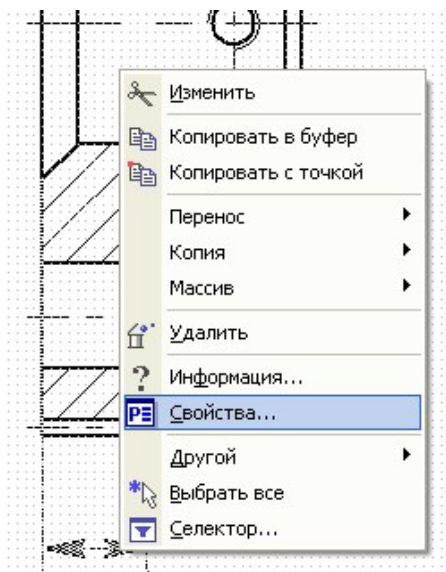 Изменить
Копировать в буфер
Копировать с точкой
Перенос
Копия
Массив
Удалить
Информация...
Свойства...
Другой
Выбрать все
Селектор...